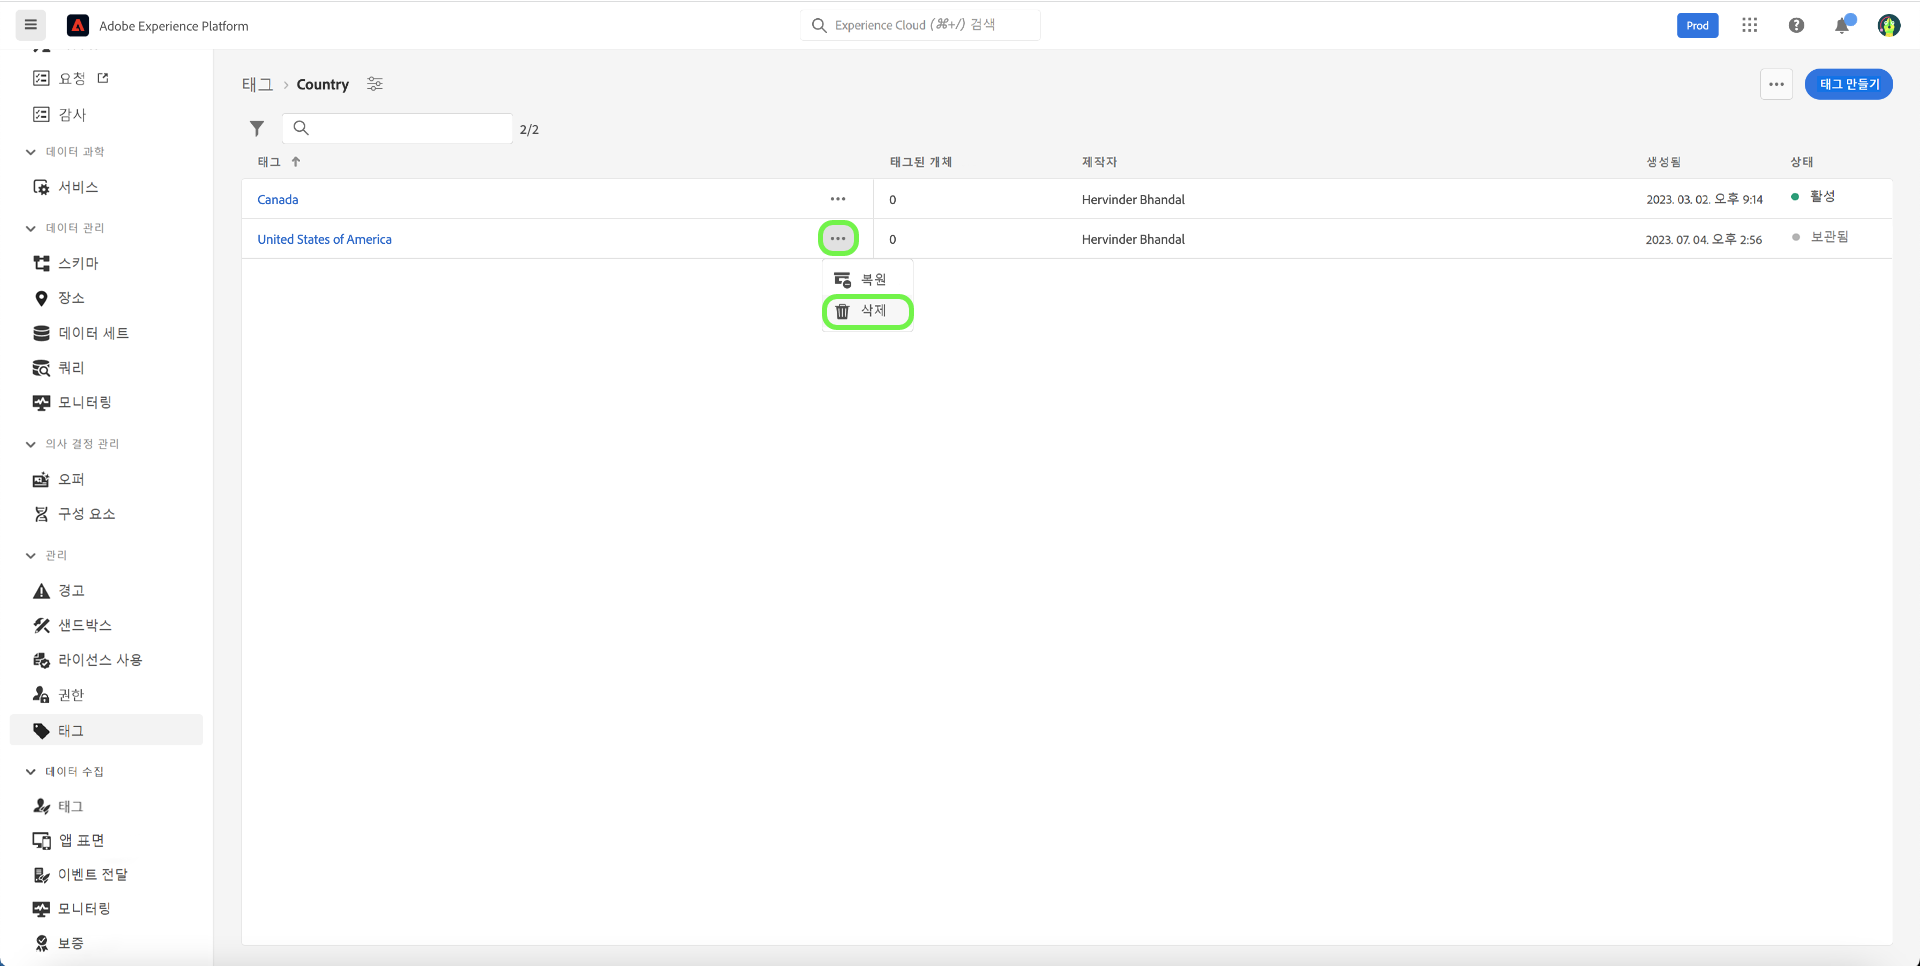 Adobe Experience Platform
Experience Cloud (⌘+/) 검색
Prod
요청
감사
데이터 과학
서비스
데이터 관리
스키마
장소
데이터 세트
쿼리
모니터링
의사 결정 관리
오퍼
구성 요소
관리
경고
샌드박스
라이선스 사용
권한
태그
데이터 수집
태그
앱 표면
이벤트 전달
모니터링
보증
태그 › Country
태그 만들기
2/2
태그 ↑ 태그된 개체 제작자 생성됨 상태
Canada 0 Hervinder Bhandal 2023. 03. 02. 오후 9:14 활성
United States of America 0 Hervinder Bhandal 2023. 07. 04. 오후 2:56 보관됨
복원
삭제